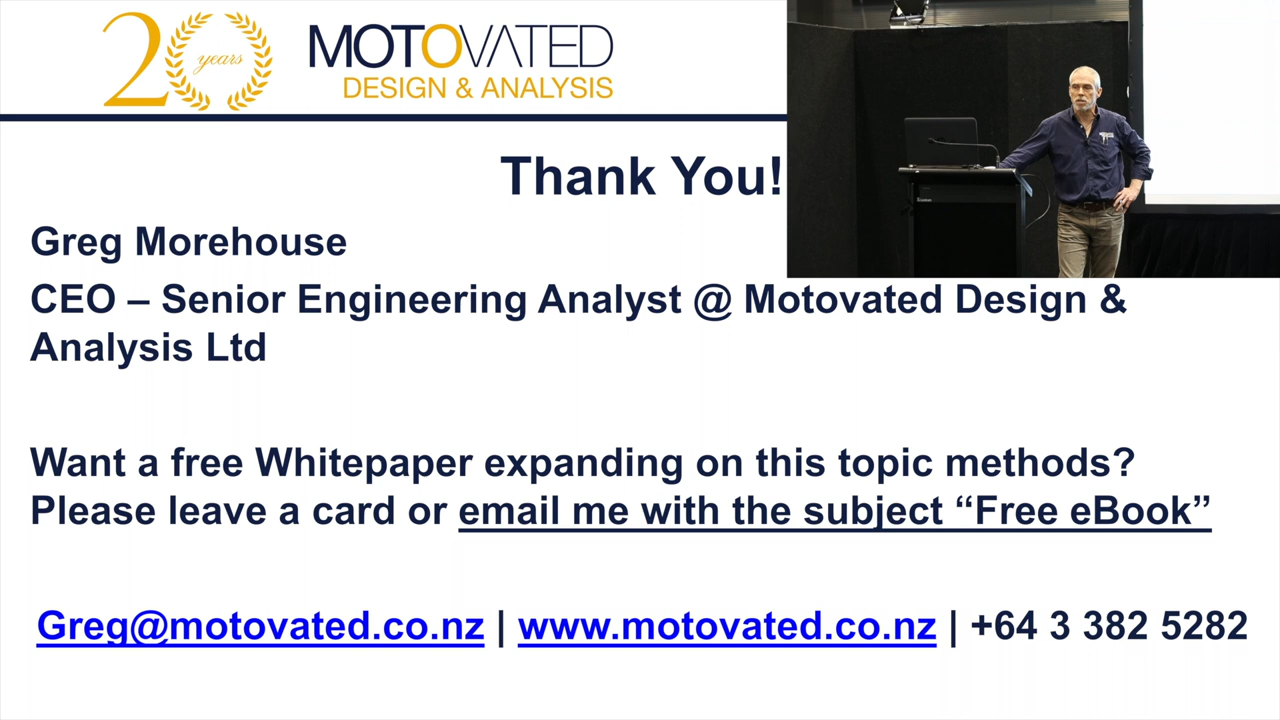 20 years
MOTOVATED
DESIGN & ANALYSIS
Thank You!
Greg Morehouse
CEO – Senior Engineering Analyst @ Motovated Design &
Analysis Ltd
Want a free Whitepaper expanding on this topic methods?
Please leave a card or email me with the subject “Free eBook”
Greg@motovated.co.nz | www.motovated.co.nz | +64 3 382 5282